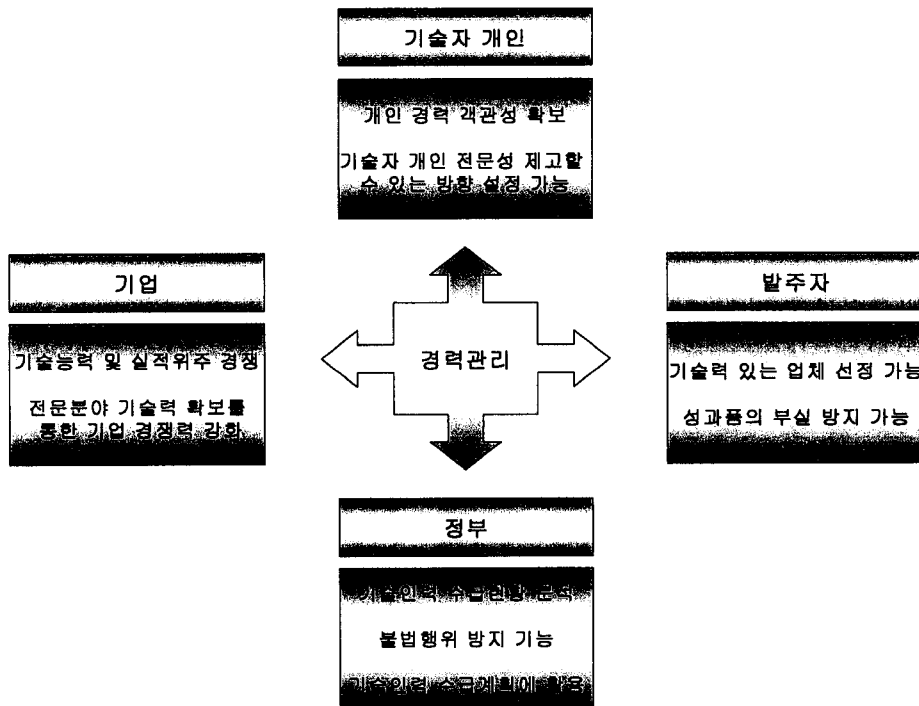 기술자 개인
개인 경력 객관성 확보
기술자 개인 전문성 제고할
수 있는 방향 설정 가능
기업
기술능력 및 실적위주 경쟁
전문분야 기술력 확보를
통한 기업 경쟁력 강화
경력관리
발주자
기술력 있는 업체 선정 가능
성과품의 부실 방지 가능
정부
기술인력 수급현황 분석
불법행위 방지 기능
기술인력 수급계획에 활용